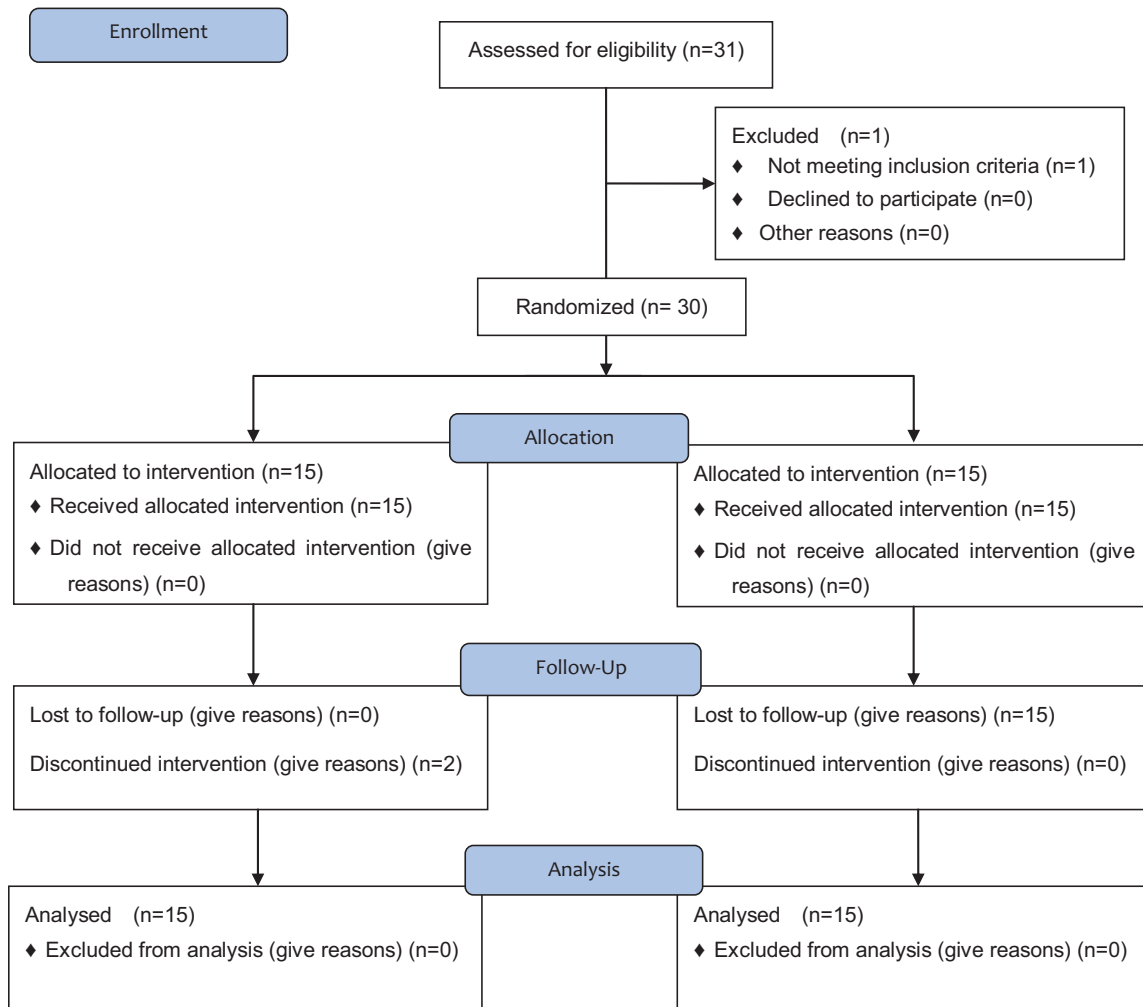 Enrollment
Assessed for eligibility (n=31)
Excluded (n=1)
♦ Not meeting inclusion criteria (n=1)
♦ Declined to participate (n=0)
♦ Other reasons (n=0)
Randomized (n= 30)
Allocation
Allocated to intervention (n=15)
♦ Received allocated intervention (n=15)
♦ Did not receive allocated intervention (give
reasons) (n=0)
Allocated to intervention (n=15)
♦ Received allocated intervention (n=15)
♦ Did not receive allocated intervention (give
reasons) (n=0)
Follow-Up
Lost to follow-up (give reasons) (n=0)
Discontinued intervention (give reasons) (n=2)
Lost to follow-up (give reasons) (n=15)
Discontinued intervention (give reasons) (n=0)
Analysis
Analysed (n=15)
♦ Excluded from analysis (give reasons) (n=0)
Analysed (n=15)
♦ Excluded from analysis (give reasons) (n=0)